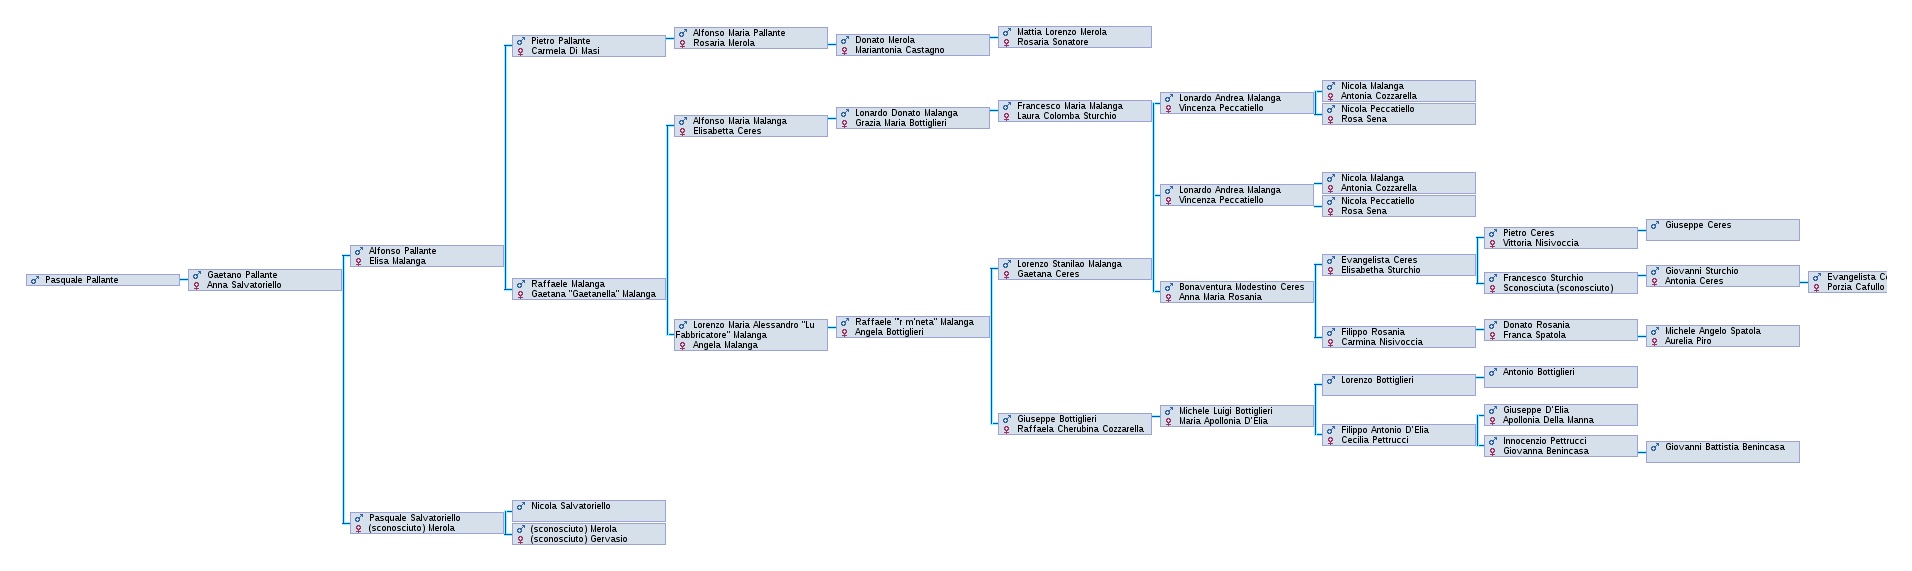 Pasquale Pallante
Gaetano Pallante
Anna Salvatoriello
Alfonso Pallante
Elisa Malanga
Pasquale Salvatoriello
(sconosciuto) Merola
Pietro Pallante
Carmela Di Masi
Raffaele Malanga
Gaetana "Gaetanella" Malanga
Nicola Salvatoriello
(sconosciuto) Merola
(sconosciuto) Gervasio
Alfonso Maria Pallante
Rosaria Merola
Alfonso Maria Malanga
Elisabetta Ceres
Lorenzo Maria Alessandro "Lu
Fabbricatore" Malanga
Angela Malanga
Donato Merola
Mariantonia Castagno
Lonardo Donato Malanga
Grazia Maria Bottiglieri
Raffaele "'r m'neta" Malanga
Angela Bottiglieri
Mattia Lorenzo Merola
Rosaria Sonatore
Francesco Maria Malanga
Laura Colomba Sturchio
Lorenzo Stanilao Malanga
Gaetana Ceres
Giuseppe Bottiglieri
Raffaela Cherubina Cozzarella
Lonardo Andrea Malanga
Vincenza Peccatiello
Lonardo Andrea Malanga
Vincenza Peccatiello
Bonaventura Modestino Ceres
Anna Maria Rosania
Michele Luigi Bottiglieri
Maria Apollonia D'Elia
Nicola Malanga
Antonia Cozzarella
Nicola Peccatiello
Rosa Sena
Nicola Malanga
Antonia Cozzarella
Nicola Peccatiello
Rosa Sena
Evangelista Ceres
Elisabetha Sturchio
Filippo Rosania
Carmina Nisivoccia
Lorenzo Bottiglieri
Filippo Antonio D'Elia
Cecilia Pettrucci
Pietro Ceres
Vittoria Nisivoccia
Francesco Sturchio
Sconosciuta (sconosciuto)
Donato Rosania
Franca Spatola
Antonio Bottiglieri
Giuseppe D'Elia
Apollonia Della Manna
Innocenzio Pettrucci
Giovanna Benincasa
Giuseppe Ceres
Giovanni Sturchio
Antonia Ceres
Michele Angelo Spatola
Aurelia Piro
Giovanni Battistia Benincasa
Evangelista
Porzia Cafullo